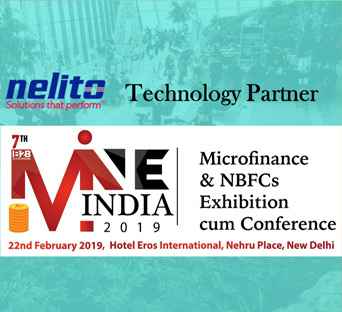 nelito
Solutions that perform®
Technology Partner
7TH
B2B
MINE
INDIA
2019
Microfinance
& NBFCs
Exhibition
cum Conference
22nd February 2019, Hotel Eros International, Nehru Place, New Delhi